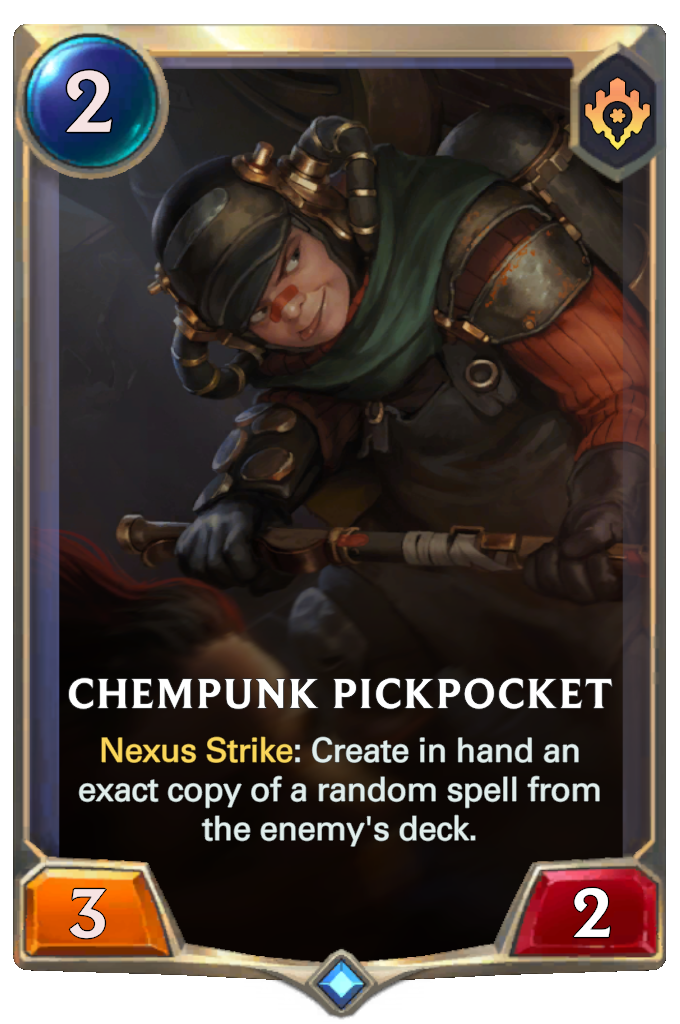 2
CHEMPUNK PICKPOCKET
Nexus Strike: Create in hand an
exact copy of a random spell from
the enemy's deck.
3
2